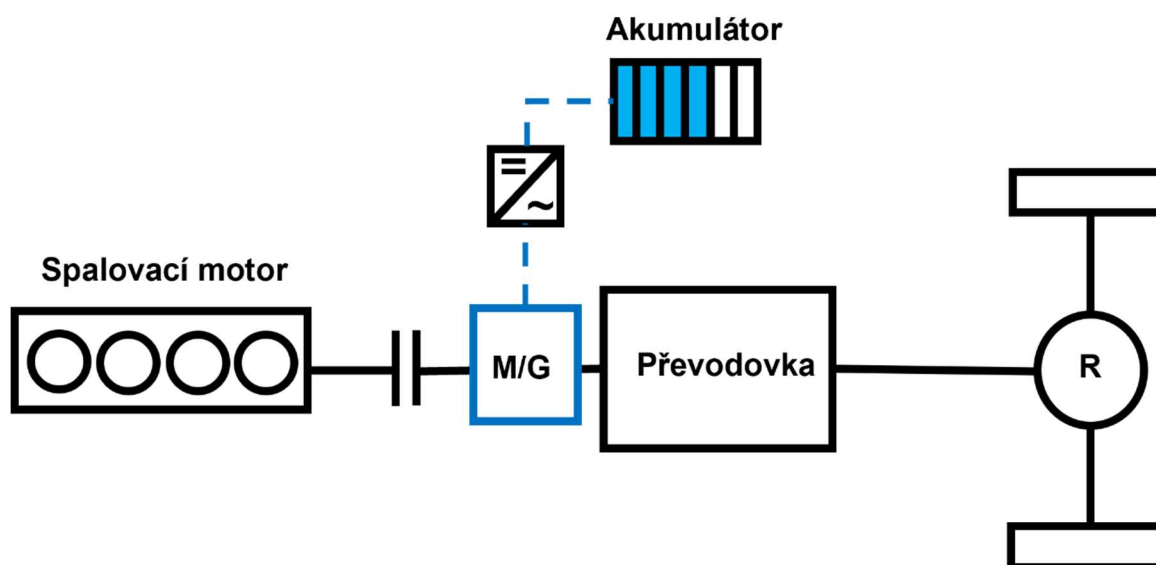 Akumulátor
=
~
Spalovací motor
M/G
Převodovka
R